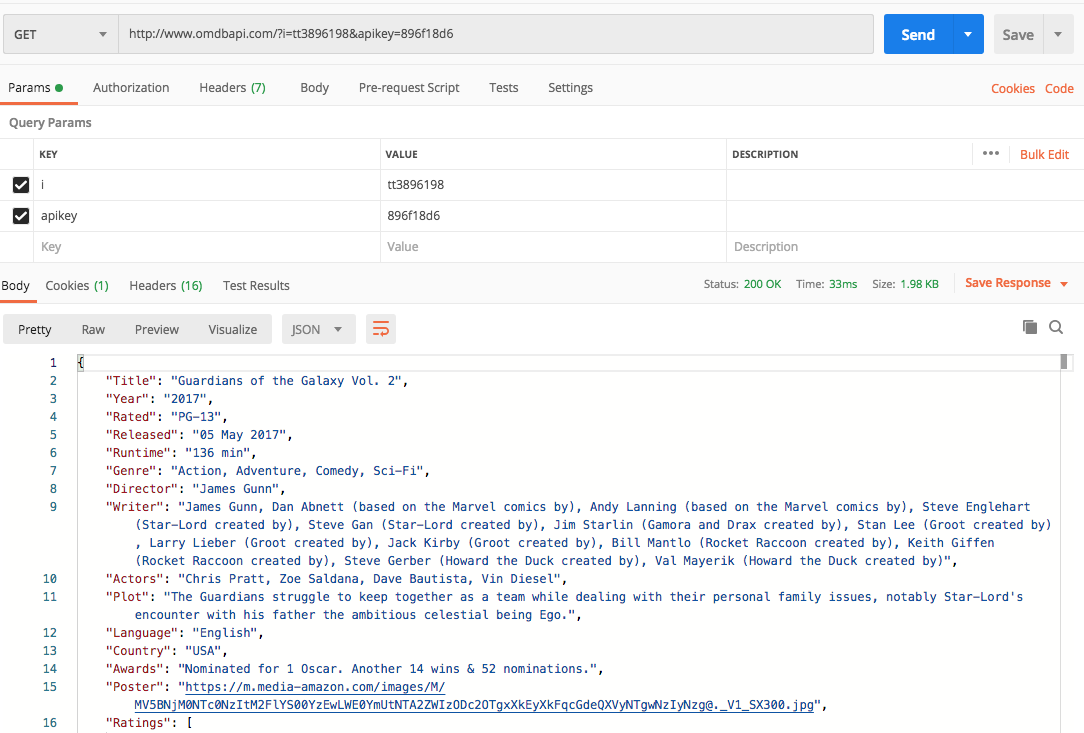 GET http://www.omdbapi.com/?i=tt3896198&apikey=896f18d6 Send Save
Params Authorization Headers (7) Body Pre-request Script Tests Settings Cookies Code
Query Params
KEY VALUE DESCRIPTION ••• Bulk Edit
i tt3896198
apikey 896f18d6
Key Value Description
Body Cookies (1) Headers (16) Test Results Status: 200 OK Time: 33ms Size: 1.98 KB Save Response
Pretty Raw Preview Visualize JSON
1 {
2 "Title": "Guardians of the Galaxy Vol. 2",
3 "Year": "2017",
4 "Rated": "PG-13",
5 "Released": "05 May 2017",
6 "Runtime": "136 min",
7 "Genre": "Action, Adventure, Comedy, Sci-Fi",
8 "Director": "James Gunn",
9 "Writer": "James Gunn, Dan Abnett (based on the Marvel comics by), Andy Lanning (based on the Marvel comics by), Steve Englehart
(Star-Lord created by), Steve Gan (Star-Lord created by), Jim Starlin (Gamora and Drax created by), Stan Lee (Groot created by)
, Larry Lieber (Groot created by), Jack Kirby (Groot created by), Bill Mantlo (Rocket Raccoon created by), Keith Giffen
(Rocket Raccoon created by), Steve Gerber (Howard the Duck created by), Val Mayerik (Howard the Duck created by)",
10 "Actors": "Chris Pratt, Zoe Saldana, Dave Bautista, Vin Diesel",
11 "Plot": "The Guardians struggle to keep together as a team while dealing with their personal family issues, notably Star-Lord's
encounter with his father the ambitious celestial being Ego.",
12 "Language": "English",
13 "Country": "USA",
14 "Awards": "Nominated for 1 Oscar. Another 14 wins & 52 nominations.",
15 "Poster": "https://m.media-amazon.com/images/M/
MV5BNjM0NTc0NzItM2FlYS00YzEwLWE0YmUtNTA2ZWIzODc2OTgxXkEyXkFqcGdeQXVyNTgwNzIyNzg@._V1_SX300.jpg",
16 "Ratings": [